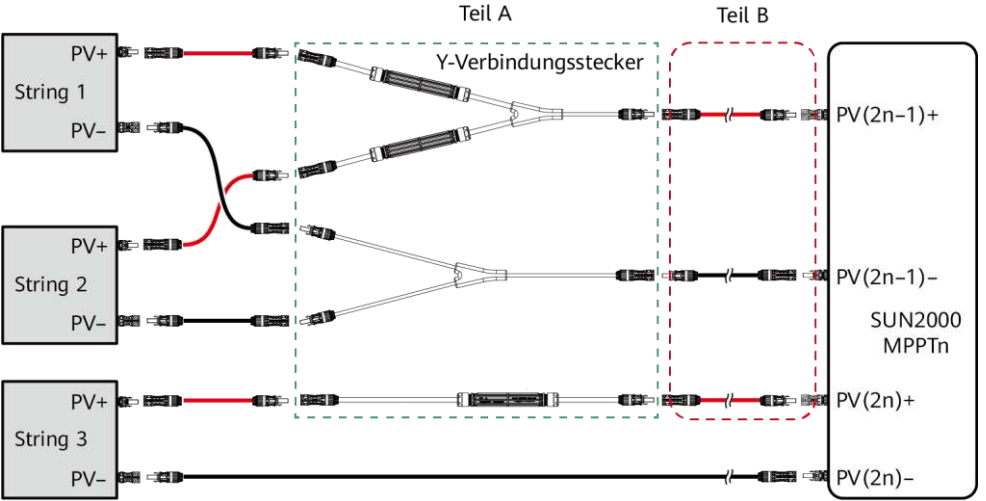 Teil A
Teil B
String 1
PV+
PV–
Y-Verbindungsstecker
PV(2n–1)+
String 2
PV+
PV–
PV(2n–1)–
SUN2000
MPPTn
String 3
PV+
PV–
PV(2n)+
PV(2n)–